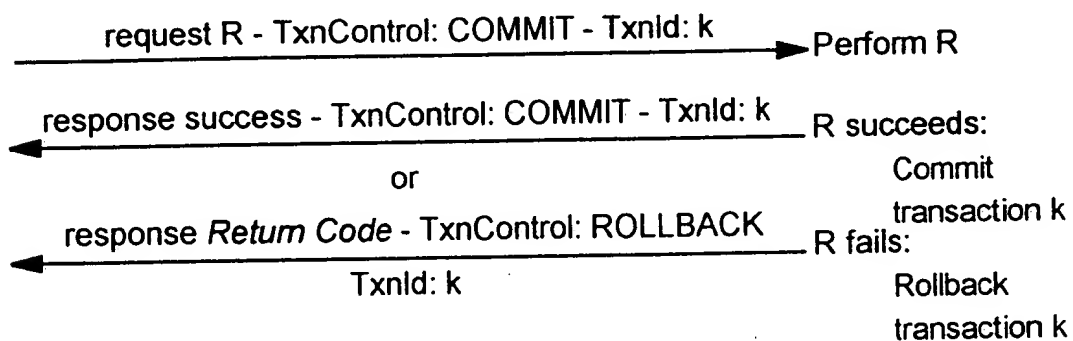 request R - TxnControl: COMMIT - TxnId: k
Perform R
response success - TxnControl: COMMIT - TxnId: k
R succeeds:
Commit
transaction k
or
response Return Code - TxnControl: ROLLBACK
TxnId: k
R fails:
Rollback
transaction k